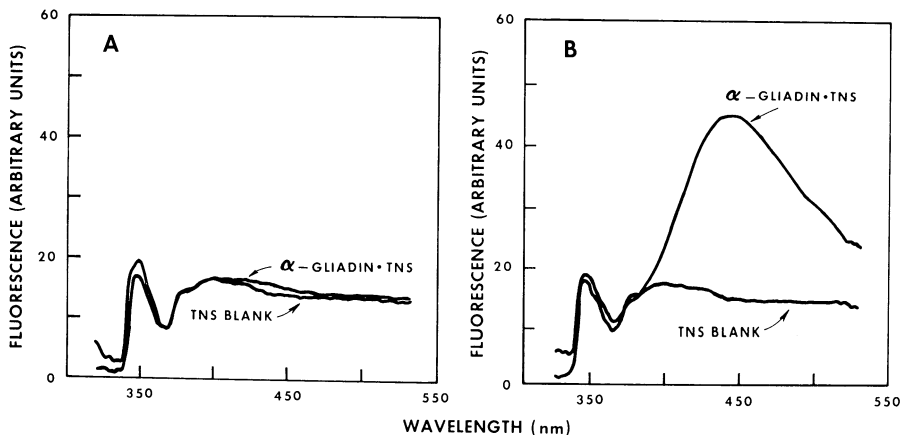 A
FLUORESCENCE (ARBITRARY UNITS)
60
40
20
0
350
450
550
α – GLIADIN • TNS
TNS BLANK
B
FLUORESCENCE (ARBITRARY UNITS)
60
40
20
0
350
450
550
α – GLIADIN • TNS
TNS BLANK
WAVELENGTH (nm)